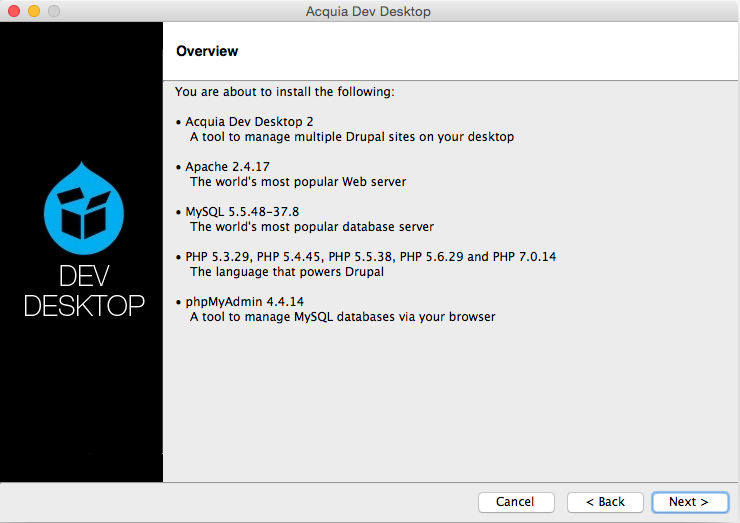 Acquia Dev Desktop
Overview
You are about to install the following:
• Acquia Dev Desktop 2
A tool to manage multiple Drupal sites on your desktop
• Apache 2.4.17
The world's most popular Web server
• MySQL 5.5.48-37.8
The world's most popular database server
• PHP 5.3.29, PHP 5.4.45, PHP 5.5.38, PHP 5.6.29 and PHP 7.0.14
The language that powers Drupal
• phpMyAdmin 4.4.14
A tool to manage MySQL databases via your browser
DEV
DESKTOP
Cancel
< Back
Next >